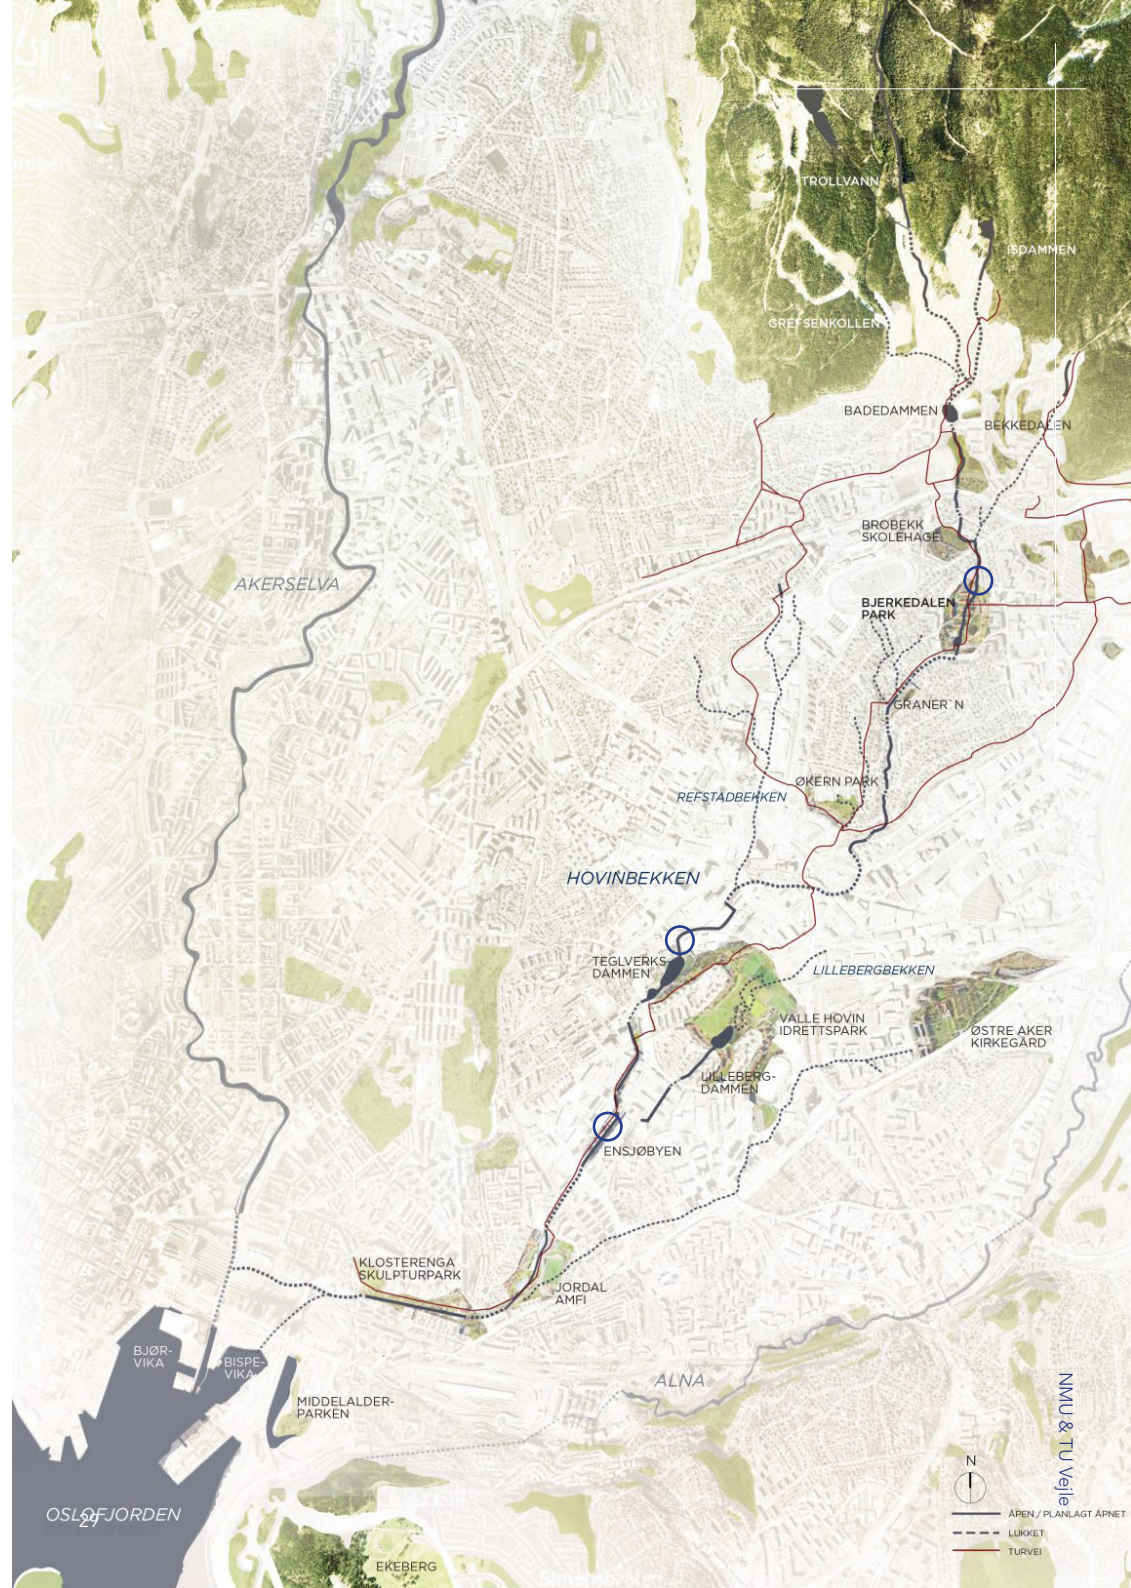 TROLLVANN
ISDAMMEN
GREFSENKOLLEN
BADEDAMMEN
BEKKEDALEN
BROBEKK
SKOLEHAGE
AKERSELVA
BJERKEDALEN
PARK
GRANER`N
ØKERN PARK
REFSTADBEKKEN
HOVINBEKKEN
TEGLVERKS-
DAMMEN
LILLEBERGBEKKEN
VALLE HOVIN
IDRETTSPARK
ØSTRE AKER
KIRKEGÅRD
LILLEBERG-
DAMMEN
ENSJØBYEN
KLOSTERENGA
SKULPTURPARK
JORDAL
AMFI
BJØR-
VIKA
BISPE-
VIKA
ALNA
MIDDELALDER-
PARKEN
NMU & TU Vejle
N
OSLOFJORDEN
29
ÅPEN / PLANLAGT ÅPNET
LUKKET
TURVEI
EKEBERG